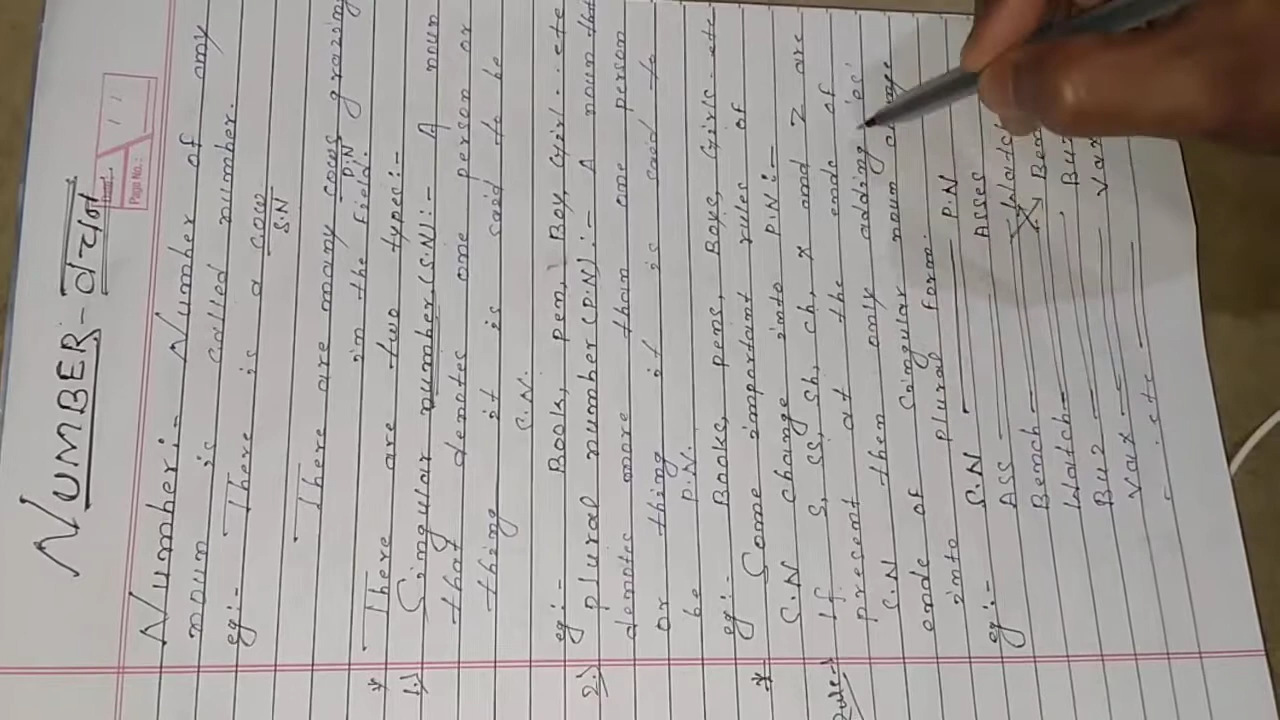 NUMBER-वचन
Page No.:
Number:- Number of any
noun is called number.
eg:- There is a cow
S.N
There are many cows grazing
P.N
in the field.
* There are two types:-
1.) Singular number (S.N):- A noun
that denotes one person or
thing it is said to be
S.N.
eg:- Book, pen, Boy, Girl.. etc
2.) plural number (P.N):- A noun that
denotes more than one person
or thing it is said to
be P.N.
eg:- Books, pens, Boys, Girls. etc
* Some important rules of
S.N change into P.N:-
If S, SS, Sh, ch, x and Z are
present at the ends of
S.N then only adding 'es'
ends of singular noun
into plural form.
S.N P.N
eg:- Ass Asses
Bench
Watch Ben
Buz Buz
Vax Vax
- . etc -